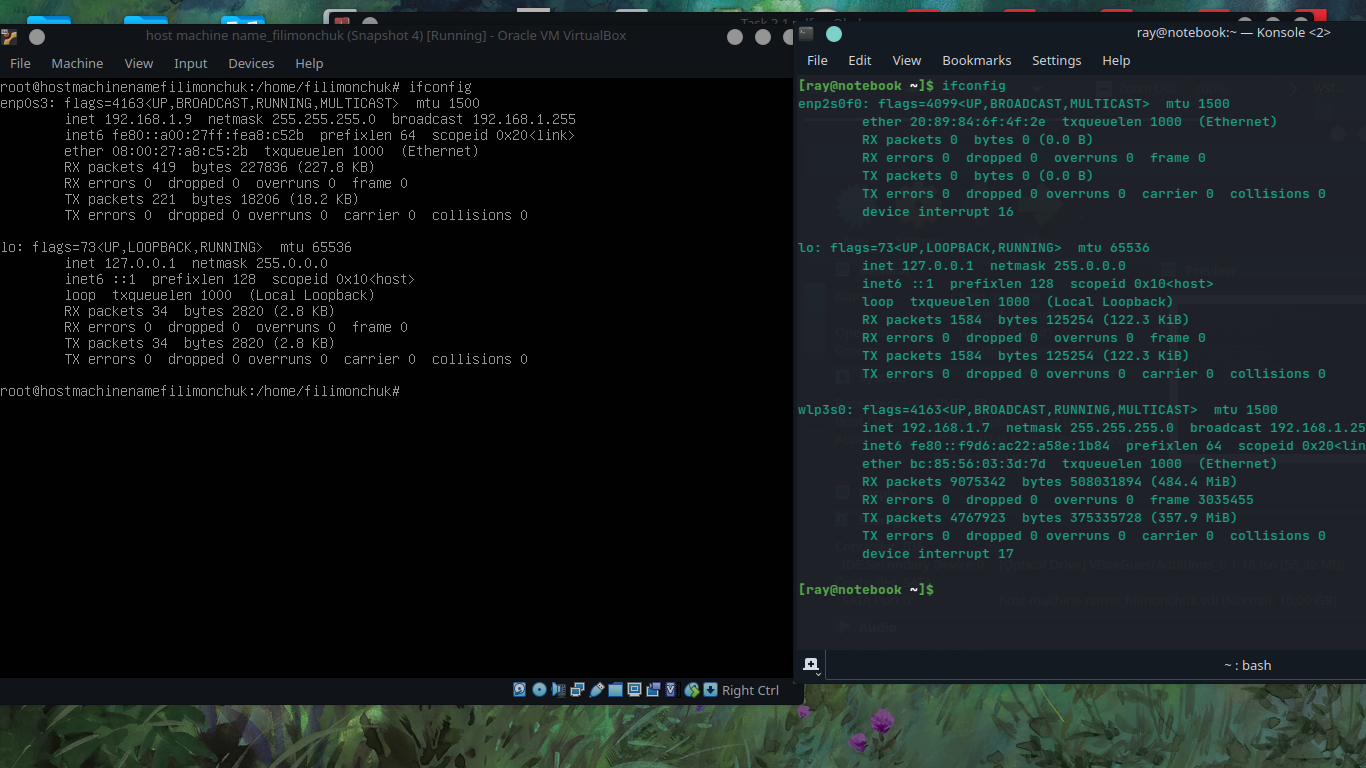 host machine name_filimonchuk (Snapshot 4) [Running] - Oracle VM VirtualBox
File Machine View Input Devices Help
root@hostmachinenamefilimonchuk:/home/filimonchuk# ifconfig
enp0s3: flags=4163<UP,BROADCAST,RUNNING,MULTICAST>  mtu 1500
        inet 192.168.1.9  netmask 255.255.255.0  broadcast 192.168.1.255
        inet6 fe80::a00:27ff:fea8:c52b  prefixlen 64  scopeid 0x20<link>
        ether 08:00:27:a8:c5:2b  txqueuelen 1000  (Ethernet)
        RX packets 419  bytes 227836 (227.8 KB)
        RX errors 0  dropped 0  overruns 0  frame 0
        TX packets 221  bytes 18206 (18.2 KB)
        TX errors 0  dropped 0 overruns 0  carrier 0  collisions 0
lo: flags=73<UP,LOOPBACK,RUNNING>  mtu 65536
        inet 127.0.0.1  netmask 255.0.0.0
        inet6 ::1  prefixlen 128  scopeid 0x10<host>
        loop  txqueuelen 1000  (Local Loopback)
        RX packets 34  bytes 2820 (2.8 KB)
        RX errors 0  dropped 0  overruns 0  frame 0
        TX packets 34  bytes 2820 (2.8 KB)
        TX errors 0  dropped 0 overruns 0  carrier 0  collisions 0
root@hostmachinenamefilimonchuk:/home/filimonchuk#
Right Ctrl
ray@notebook:~ — Konsole <2>
File Edit View Bookmarks Settings Help
[ray@notebook ~]$ ifconfig
enp2s0f0: flags=4099<UP,BROADCAST,MULTICAST>  mtu 1500
        ether 20:89:84:6f:4f:2e  txqueuelen 1000  (Ethernet)
        RX packets 0  bytes 0 (0.0 B)
        RX errors 0  dropped 0  overruns 0  frame 0
        TX packets 0  bytes 0 (0.0 B)
        TX errors 0  dropped 0 overruns 0  carrier 0  collisions 0
        device interrupt 16
lo: flags=73<UP,LOOPBACK,RUNNING>  mtu 65536
        inet 127.0.0.1  netmask 255.0.0.0
        inet6 ::1  prefixlen 128  scopeid 0x10<host>
        loop  txqueuelen 1000  (Local Loopback)
        RX packets 1584  bytes 125254 (122.3 KiB)
        RX errors 0  dropped 0  overruns 0  frame 0
        TX packets 1584  bytes 125254 (122.3 KiB)
        TX errors 0  dropped 0 overruns 0  carrier 0  collisions 0
wlp3s0: flags=4163<UP,BROADCAST,RUNNING,MULTICAST>  mtu 1500
        inet 192.168.1.7  netmask 255.255.255.0  broadcast 192.168.1.25
        inet6 fe80::f9d6:ac22:a58e:1b84  prefixlen 64  scopeid 0x20<lin
        ether bc:85:56:03:3d:7d  txqueuelen 1000  (Ethernet)
        RX packets 9075342  bytes 508031894 (484.4 MiB)
        RX errors 0  dropped 0  overruns 0  frame 3035455
        TX packets 4767923  bytes 375335728 (357.9 MiB)
        TX errors 0  dropped 0 overruns 0  carrier 0  collisions 0
        device interrupt 17
[ray@notebook ~]$
Audio
~ : bash